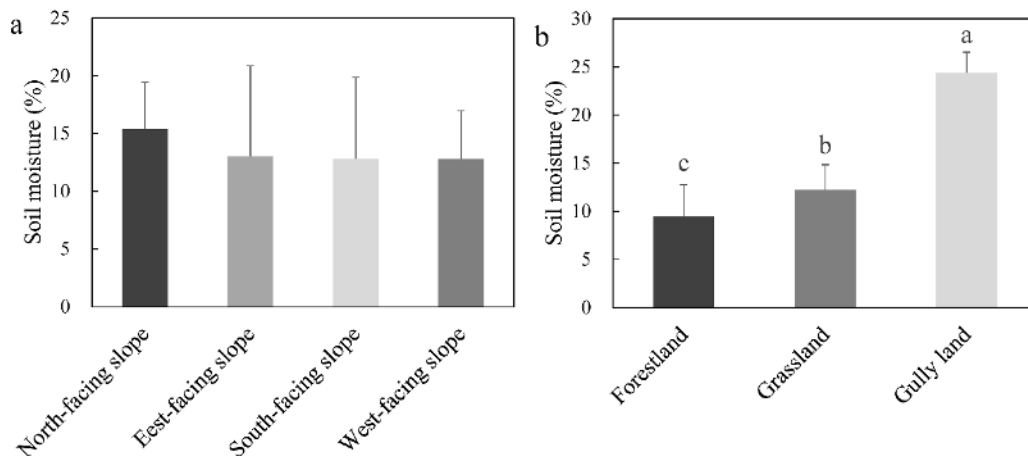 a
Soil moisture (%)
25
20
15
10
5
0
North-facing slope
Eest-facing slope
South-facing slope
West-facing slope
b
Soil moisture (%)
30
25
20
15
10
5
0
c
b
a
Forestland
Grassland
Gully land